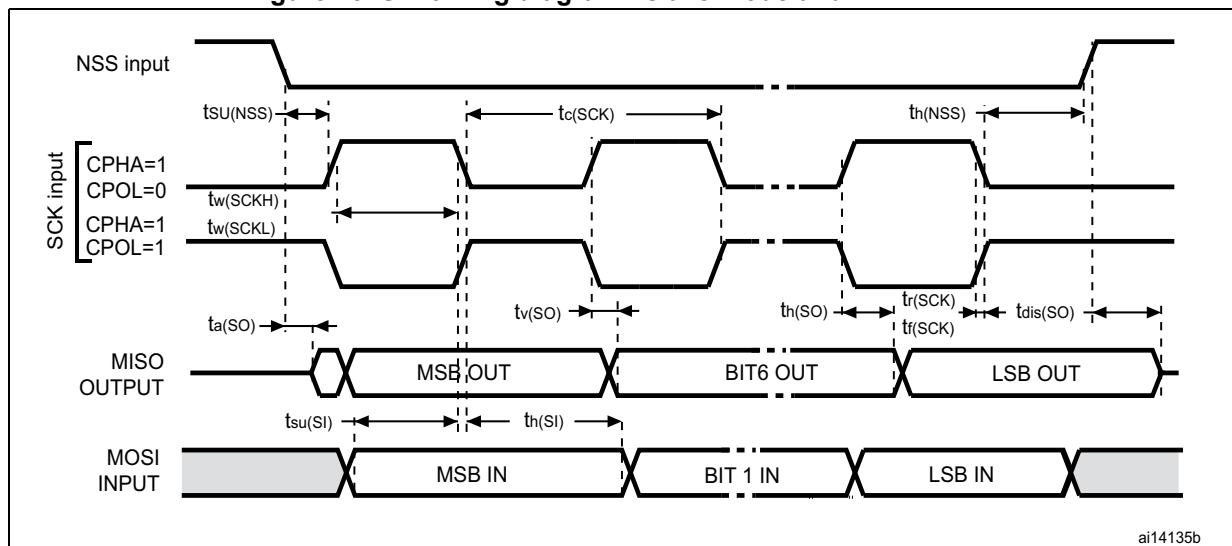 NSS input
tSU(NSS)
tc(SCK)
th(NSS)
SCK input
CPHA=1
CPOL=0
tw(SCKH)
CPHA=1
tw(SCKL)
CPOL=1
ta(SO)
tv(SO)
th(SO)
tr(SCK)
tf(SCK)
tdis(SO)
MISO
OUTPUT
MSB OUT
BIT6 OUT
LSB OUT
tsu(SI)
th(SI)
MOSI
INPUT
MSB IN
BIT 1 IN
LSB IN
ai14135b